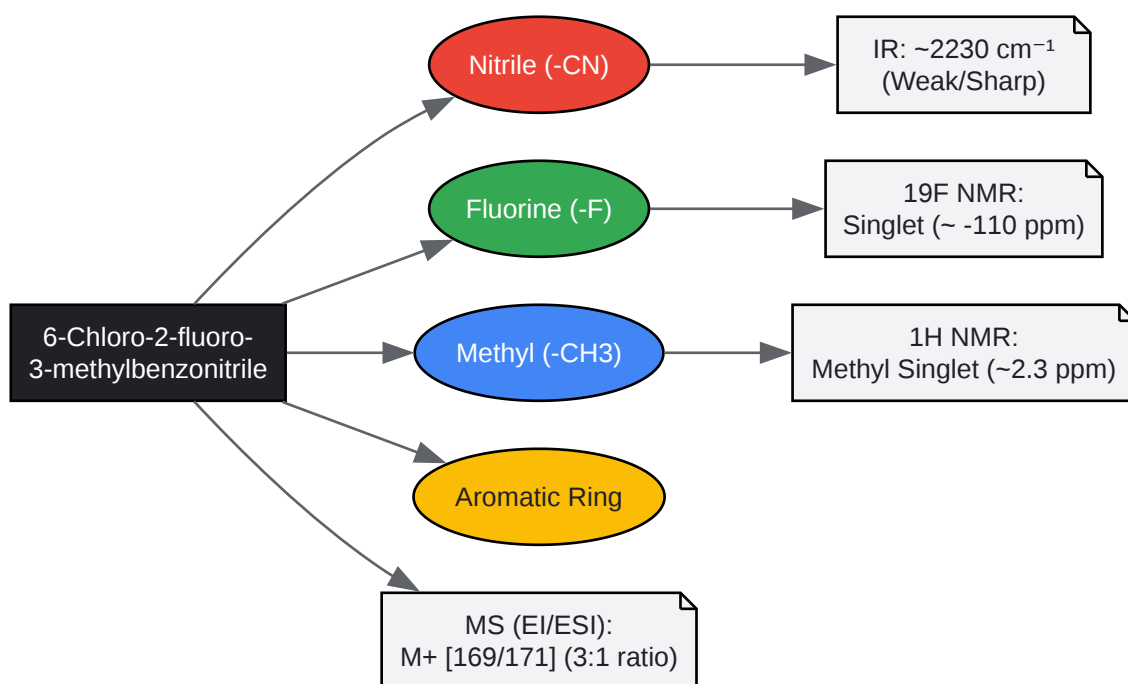 Nitrile (-CN)
IR: ~2230 cm⁻¹
(Weak/Sharp)
Fluorine (-F)
19F NMR:
Singlet (~ -110 ppm)
6-Chloro-2-fluoro-
3-methylbenzonitrile
Methyl (-CH3)
1H NMR:
Methyl Singlet (~2.3 ppm)
Aromatic Ring
MS (EI/ESI):
M+ [169/171] (3:1 ratio)